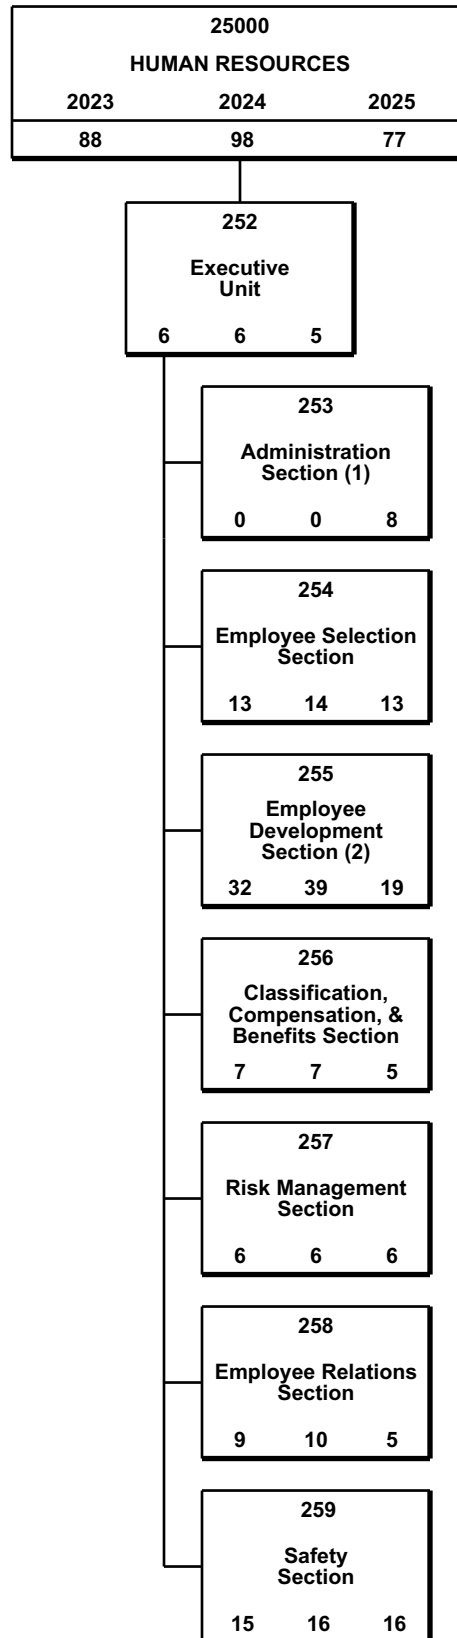 25000
HUMAN RESOURCES
2023 2024 2025
88 98 77
252
Executive
Unit
6 6 5
253
Administration
Section (1)
0 0 8
254
Employee Selection
Section
13 14 13
255
Employee
Development
Section (2)
32 39 19
256
Classification,
Compensation, &
Benefits Section
7 7 5
257
Risk Management
Section
6 6 6
258
Employee Relations
Section
9 10 5
259
Safety
Section
15 16 16